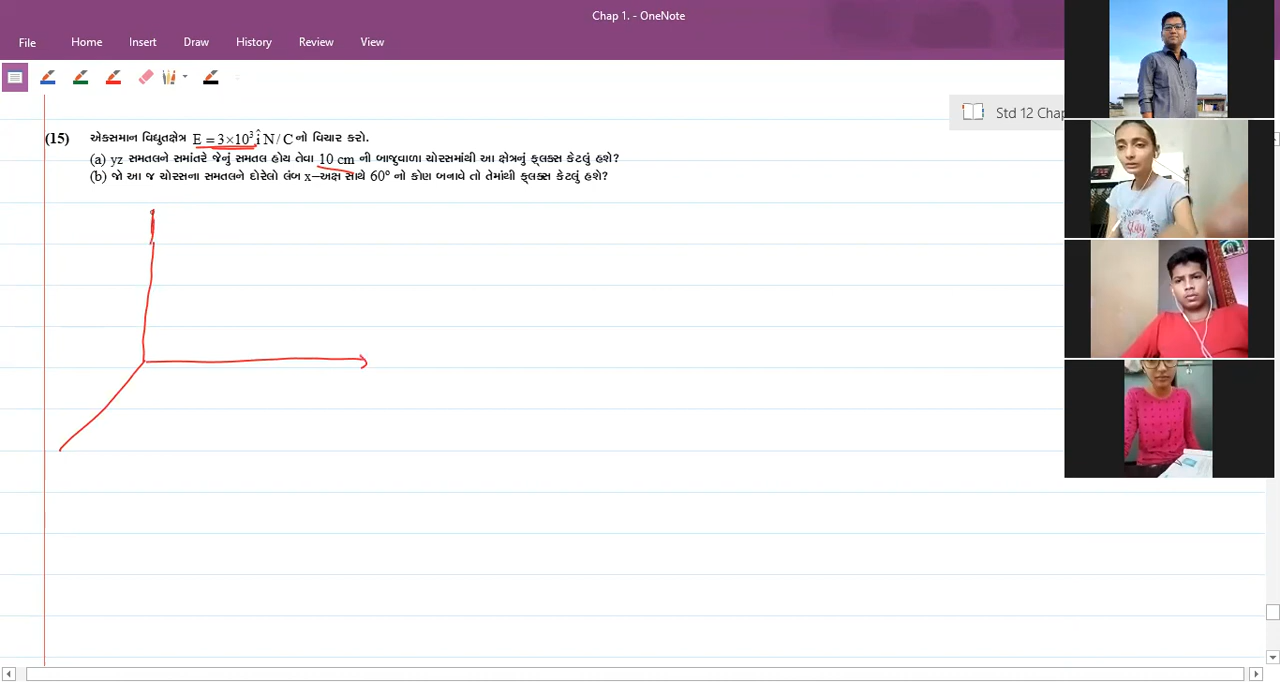 Chap 1. - OneNote
File Home Insert Draw History Review View
Std 12 Chap
(15) એકસમાન વિદ્યુતક્ષેત્ર E = 3×10³ î N / C નો વિચાર કરો.
(a) yz સમતલને સમાંતરે જેનું સમતલ હોય તેવા 10 cm ની બાજુવાળા ચોરસમાંથી આ ક્ષેત્રનું ફ્લક્સ કેટલું હશે?
(b) જો આ જ ચોરસના સમતલને દોરેલો લંબ x–અક્ષ સાથે 60° નો કોણ બનાવે તો તેમાંથી ફ્લક્સ કેટલું હશે?